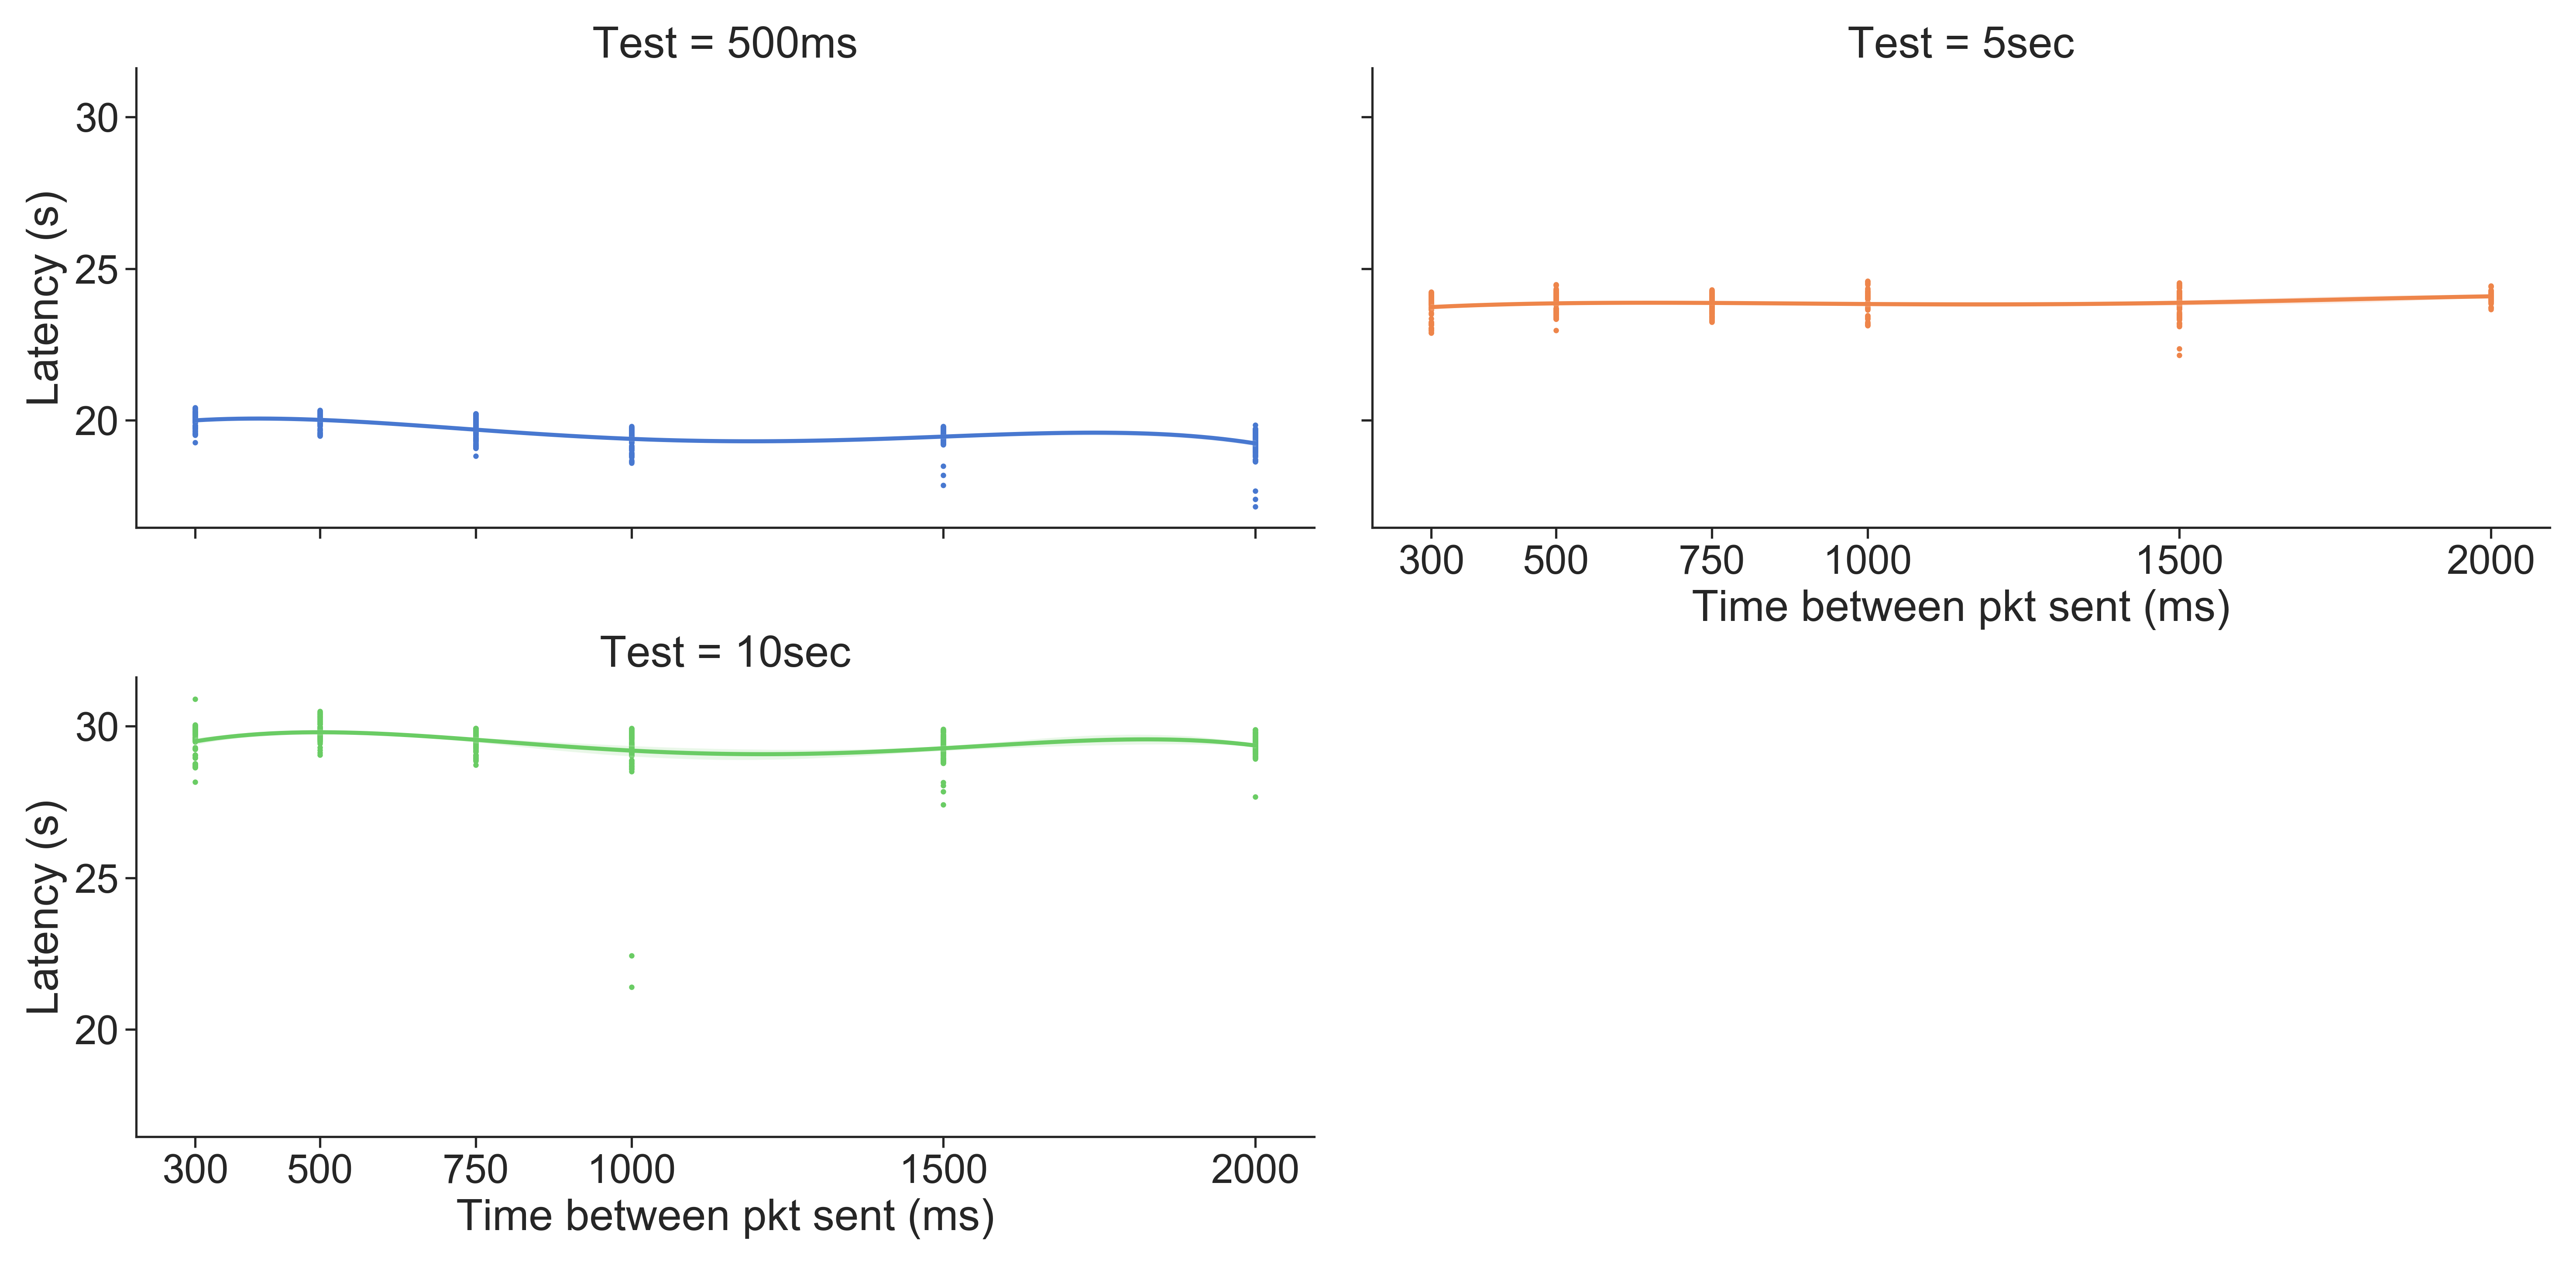 Test = 500ms
Latency (s)
30
25
20
Test = 5sec
300 500 750 1000 1500 2000
Time between pkt sent (ms)
Test = 10sec
Latency (s)
30
25
20
300 500 750 1000 1500 2000
Time between pkt sent (ms)